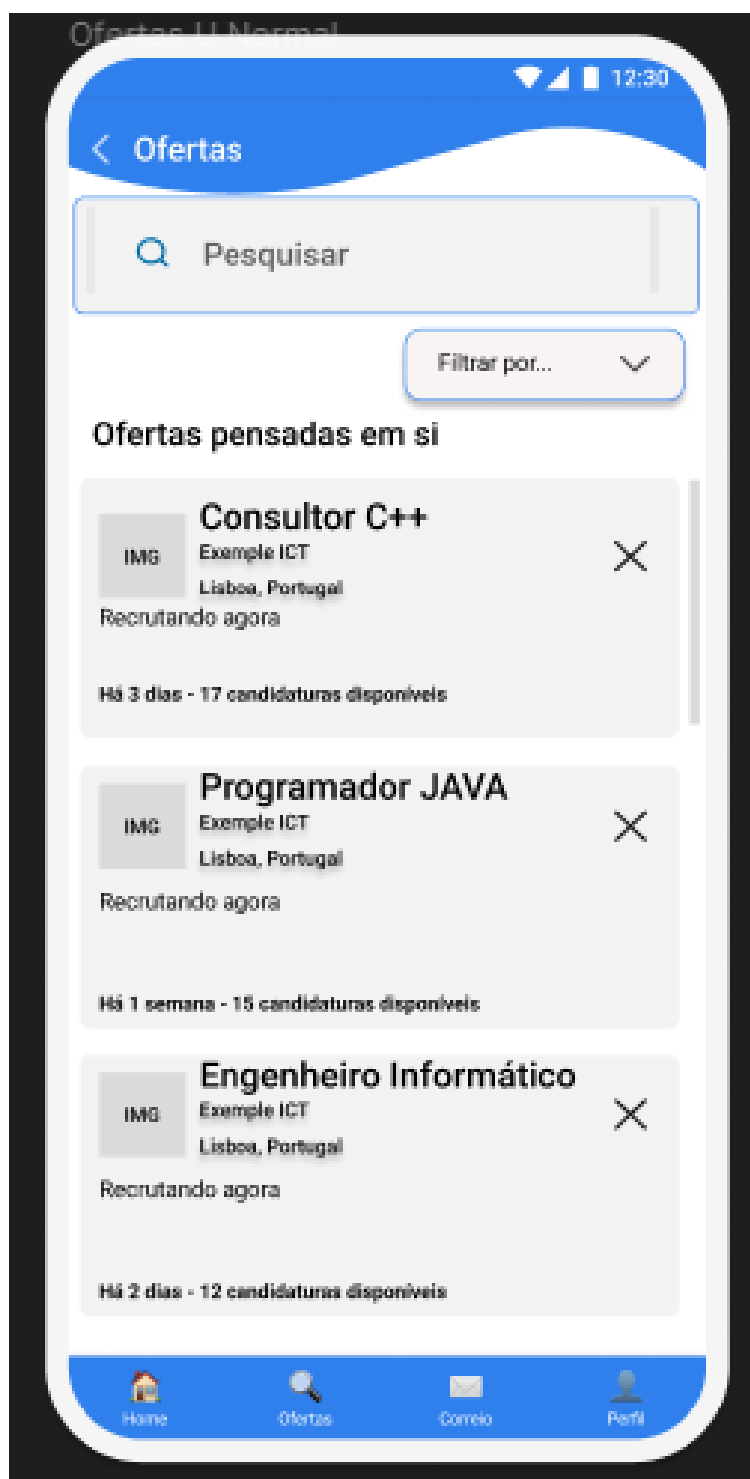 Ofertas U.Normal
12:30
Ofertas
Pesquisar
Filtrar por...
Ofertas pensadas em si
Consultor C++
IMG
Exemple ICT
Lisboa, Portugal
Recrutando agora
Há 3 dias - 17 candidaturas disponíveis
Programador JAVA
IMG
Exemple ICT
Lisboa, Portugal
Recrutando agora
Há 1 semana - 15 candidaturas disponíveis
Engenheiro Informático
IMG
Exemple ICT
Lisboa, Portugal
Recrutando agora
Há 2 dias - 12 candidaturas disponíveis
Home
Ofertas
Correio
Perfil